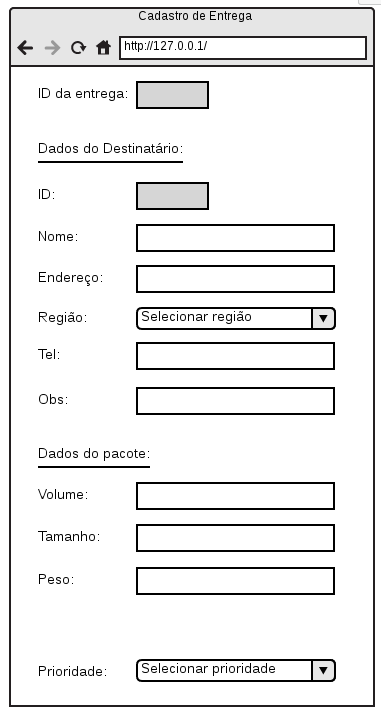 Cadastro de Entrega
http://127.0.0.1/
ID da entrega:
Dados do Destinatário:
ID:
Nome:
Endereço:
Região: Selecionar região
Tel:
Obs:
Dados do pacote:
Volume:
Tamanho:
Peso:
Prioridade: Selecionar prioridade